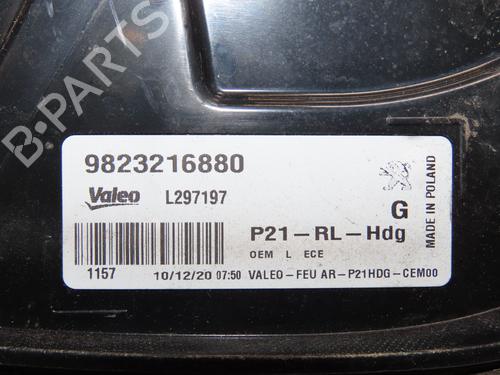 B-PARTS
9823216880
Valeo L297197
G
P21-RL-Hdg
OEM L ECE
1157 10/12/20 07:50 VALEO-FEU AR-P21HDG-CEM00
MADE IN POLAND